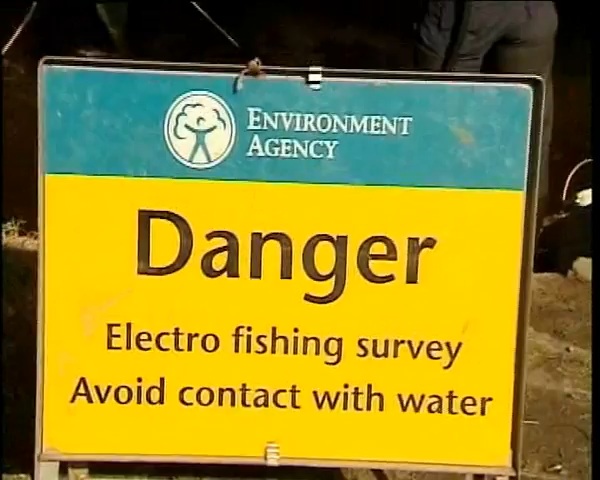 ENVIRONMENT
AGENCY
Danger
Electro fishing survey
Avoid contact with water